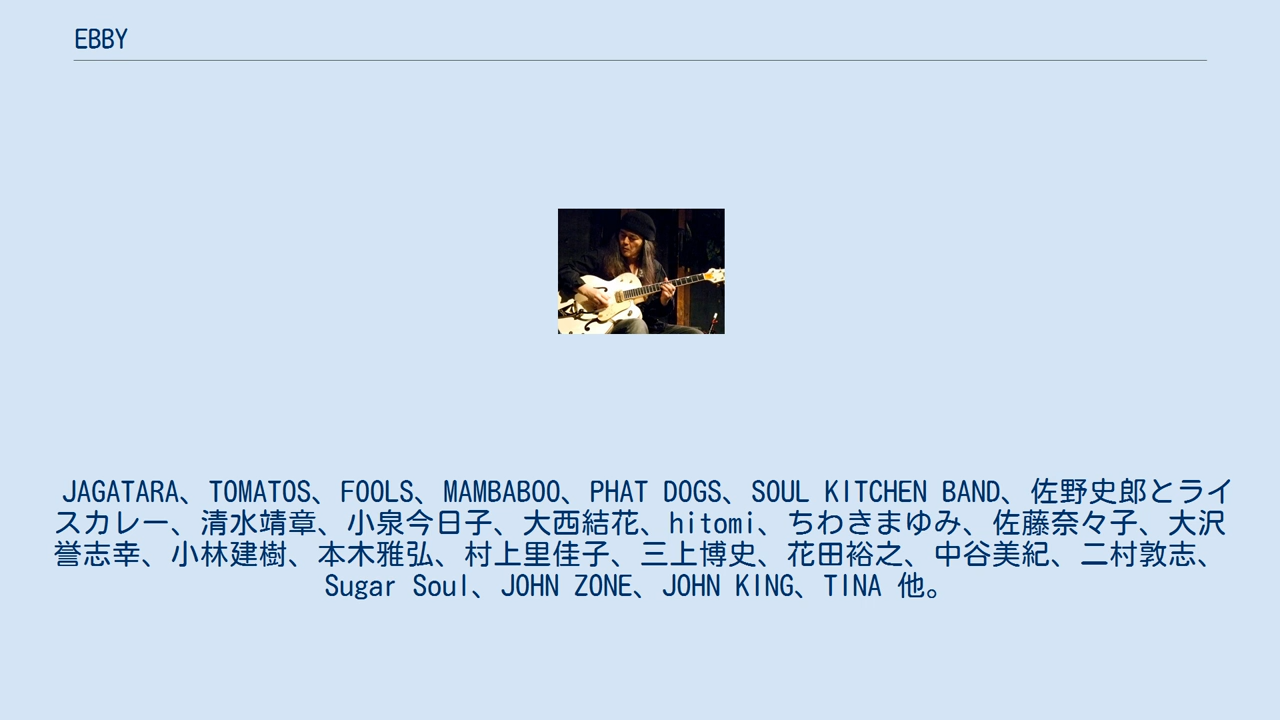 EBBY
JAGATARA、TOMATOS、FOOLS、MAMBABOO、PHAT DOGS、SOUL KITCHEN BAND、佐野史郎とライ
スカレー、清水靖章、小泉今日子、大西結花、hitomi、ちわきまゆみ、佐藤奈々子、大沢
誉志幸、小林建樹、本木雅弘、村上里佳子、三上博史、花田裕之、中谷美紀、二村敦志、
Sugar Soul、JOHN ZONE、JOHN KING、TINA 他。